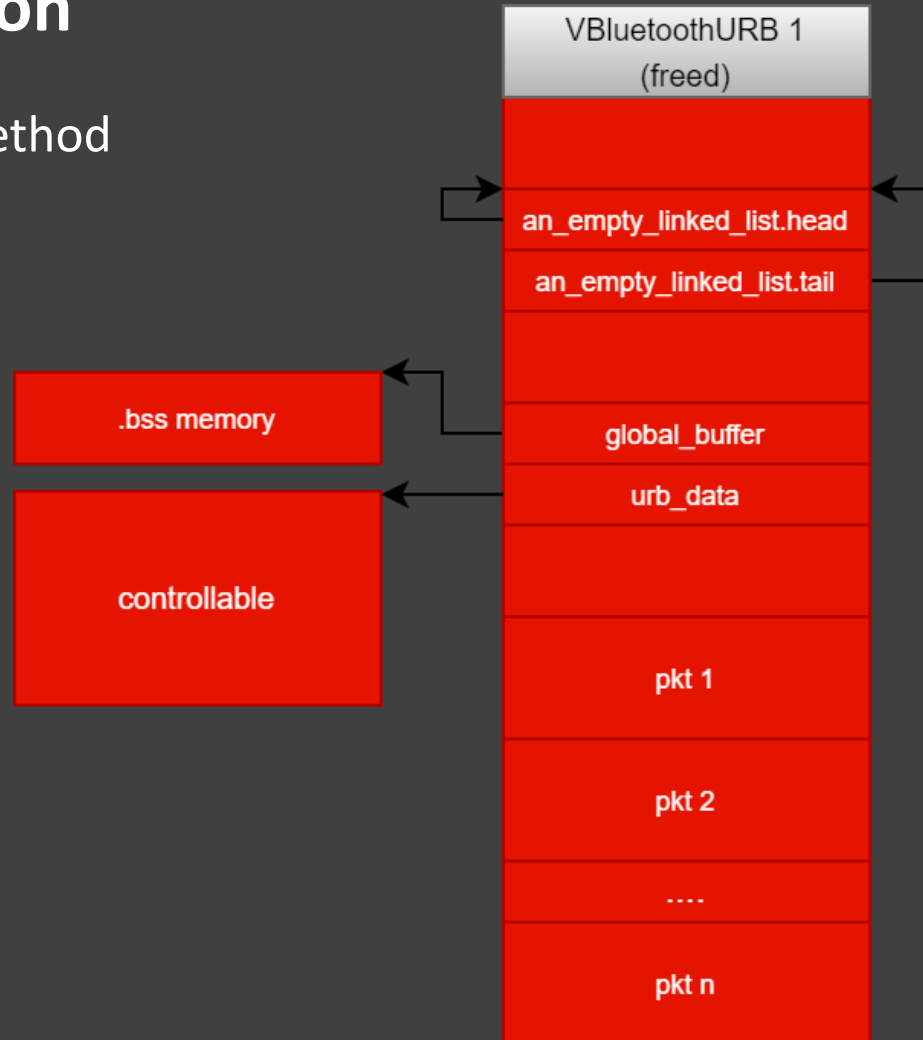 on
ethod
VBluetoothURB 1
(freed)
an_empty_linked_list.head
an_empty_linked_list.tail
.bss memory
global_buffer
urb_data
controllable
pkt 1
pkt 2
....
pkt n